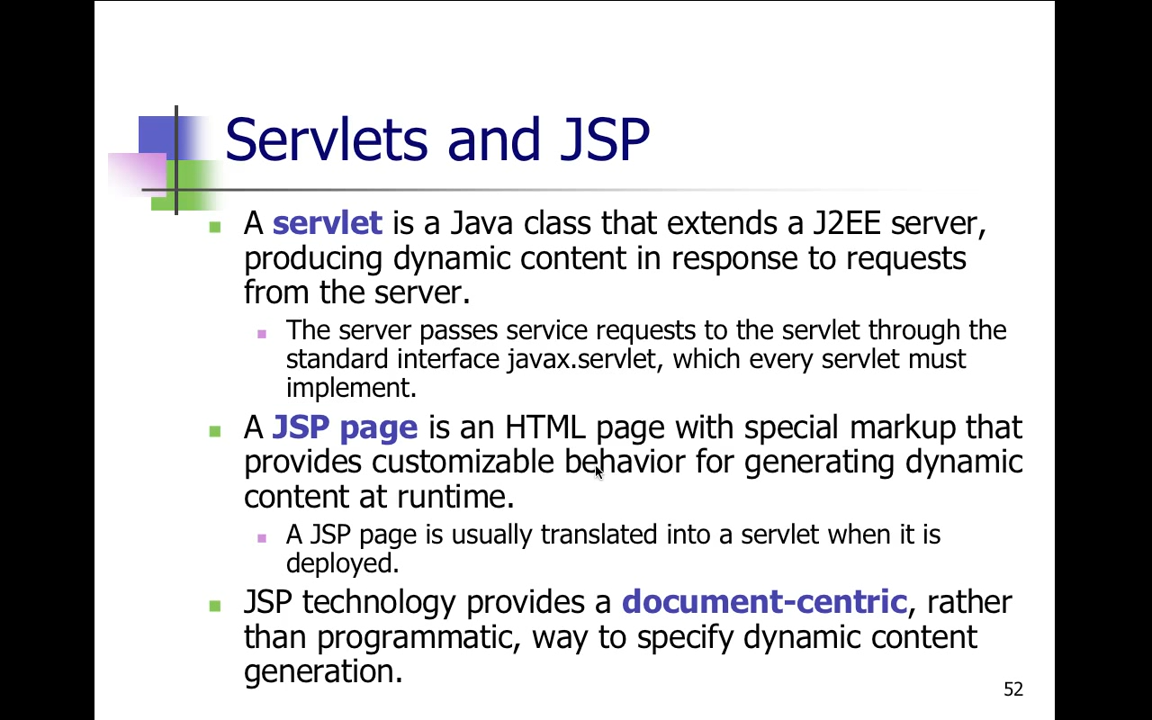 Servlets and JSP
A servlet is a Java class that extends a J2EE server,
producing dynamic content in response to requests
from the server.
The server passes service requests to the servlet through the
standard interface javax.servlet, which every servlet must
implement.
A JSP page is an HTML page with special markup that
provides customizable behavior for generating dynamic
content at runtime.
A JSP page is usually translated into a servlet when it is
deployed.
JSP technology provides a document-centric, rather
than programmatic, way to specify dynamic content
generation.
52